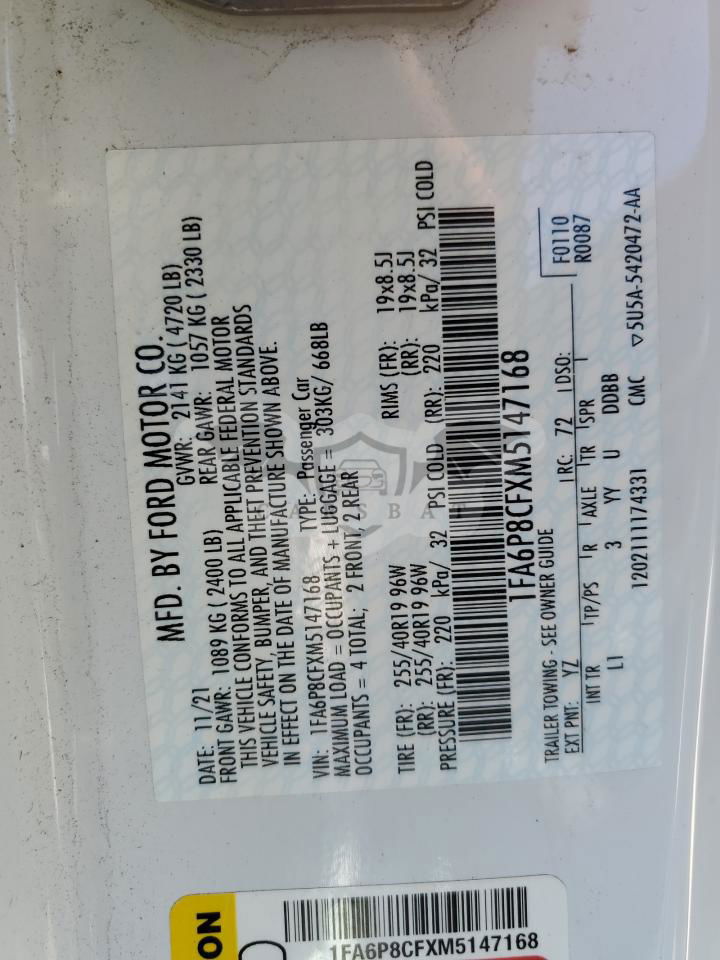 MFD. BY FORD MOTOR CO.
DATE: 11/21 GVWR: 2141 KG ( 4720 LB)
FRONT GAWR: 1089 KG ( 2400 LB) REAR GAWR: 1057 KG ( 2330 LB)
THIS VEHICLE CONFORMS TO ALL APPLICABLE FEDERAL MOTOR
VEHICLE SAFETY, BUMPER, AND THEFT PREVENTION STANDARDS
IN EFFECT ON THE DATE OF MANUFACTURE SHOWN ABOVE.
VIN: 1FA6P8CFXM5147168 TYPE: Passenger Car
MAXIMUM LOAD = OCCUPANTS + LUGGAGE = 303KG/ 668LB
OCCUPANTS = 4 TOTAL; 2 FRONT, 2 REAR
TIRE (FR): 255/40R19 96W RIMS (FR): 19x8.5J
(RR): 255/40R19 96W (RR): 19x8.5J
PRESSURE (FR): 220 kPa/ 32 PSI COLD (RR): 220 kPa/ 32 PSI COLD
1FA6P8CFXM5147168
TRAILER TOWING - SEE OWNER GUIDE
F0110
EXT PNT: YZ RC: 72 DSO: R0087
INT TR TP/PS R AXLE TR SPR
LI 3 YY U DDBB
1202111174331 CMC ▽5U5A-5420472-AA
ON
1FA6P8CFXM5147168